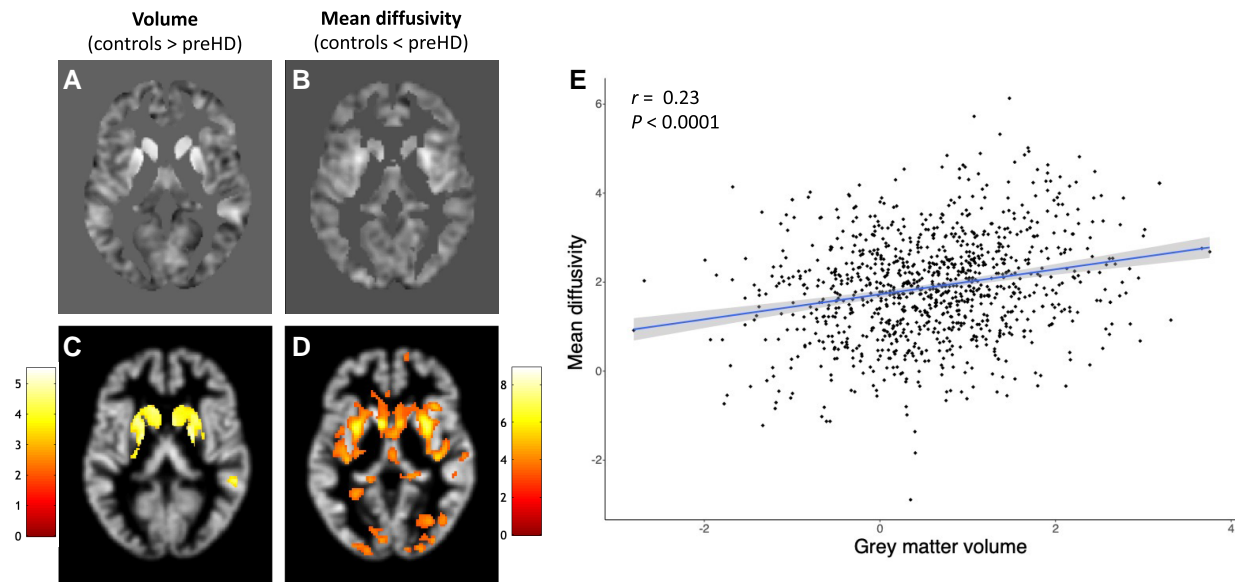 Volume
(controls > preHD)
Mean diffusivity
(controls < preHD)
A
B
C
5
4
3
2
1
0
D
8
6
4
2
0
E
r = 0.23
P < 0.0001
Mean diffusivity
6
4
2
0
-2
-2
0
2
4
Grey matter volume